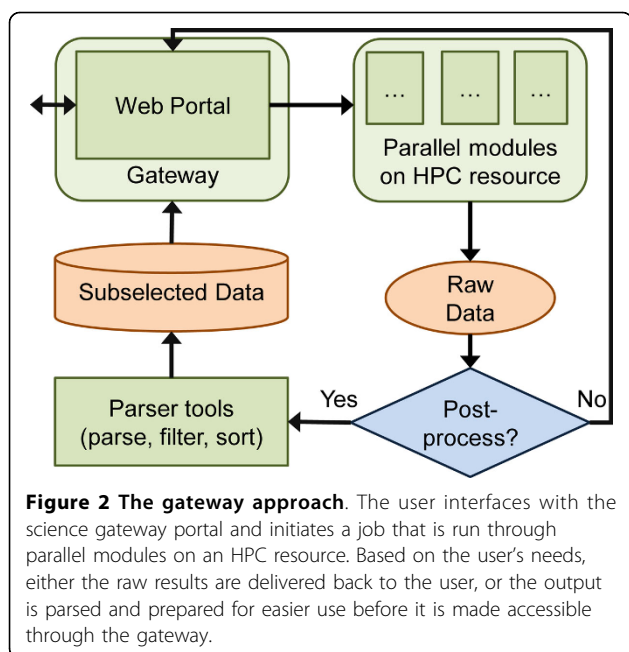 Web Portal
Gateway
... ... ...
Parallel modules
on HPC resource
Subselected Data
Raw
Data
Parser tools
(parse, filter, sort)
Yes
Post-
process?
No
Figure 2 The gateway approach. The user interfaces with the
science gateway portal and initiates a job that is run through
parallel modules on an HPC resource. Based on the user's needs,
either the raw results are delivered back to the user, or the output
is parsed and prepared for easier use before it is made accessible
through the gateway.